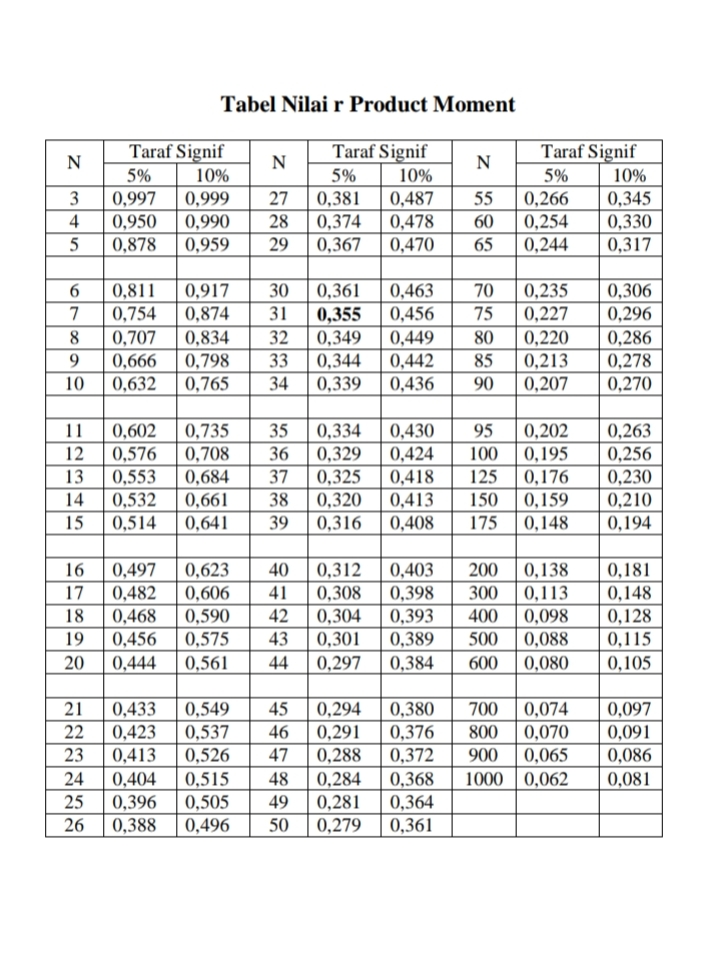 Tabel Nilai r Product Moment
N Taraf Signif N Taraf Signif N Taraf Signif
5% 10% 5% 10% 5% 10%
3 0,997 0,999 27 0,381 0,487 55 0,266 0,345
4 0,950 0,990 28 0,374 0,478 60 0,254 0,330
5 0,878 0,959 29 0,367 0,470 65 0,244 0,317
6 0,811 0,917 30 0,361 0,463 70 0,235 0,306
7 0,754 0,874 31 0,355 0,456 75 0,227 0,296
8 0,707 0,834 32 0,349 0,449 80 0,220 0,286
9 0,666 0,798 33 0,344 0,442 85 0,213 0,278
10 0,632 0,765 34 0,339 0,436 90 0,207 0,270
11 0,602 0,735 35 0,334 0,430 95 0,202 0,263
12 0,576 0,708 36 0,329 0,424 100 0,195 0,256
13 0,553 0,684 37 0,325 0,418 125 0,176 0,230
14 0,532 0,661 38 0,320 0,413 150 0,159 0,210
15 0,514 0,641 39 0,316 0,408 175 0,148 0,194
16 0,497 0,623 40 0,312 0,403 200 0,138 0,181
17 0,482 0,606 41 0,308 0,398 300 0,113 0,148
18 0,468 0,590 42 0,304 0,393 400 0,098 0,128
19 0,456 0,575 43 0,301 0,389 500 0,088 0,115
20 0,444 0,561 44 0,297 0,384 600 0,080 0,105
21 0,433 0,549 45 0,294 0,380 700 0,074 0,097
22 0,423 0,537 46 0,291 0,376 800 0,070 0,091
23 0,413 0,526 47 0,288 0,372 900 0,065 0,086
24 0,404 0,515 48 0,284 0,368 1000 0,062 0,081
25 0,396 0,505 49 0,281 0,364
26 0,388 0,496 50 0,279 0,361